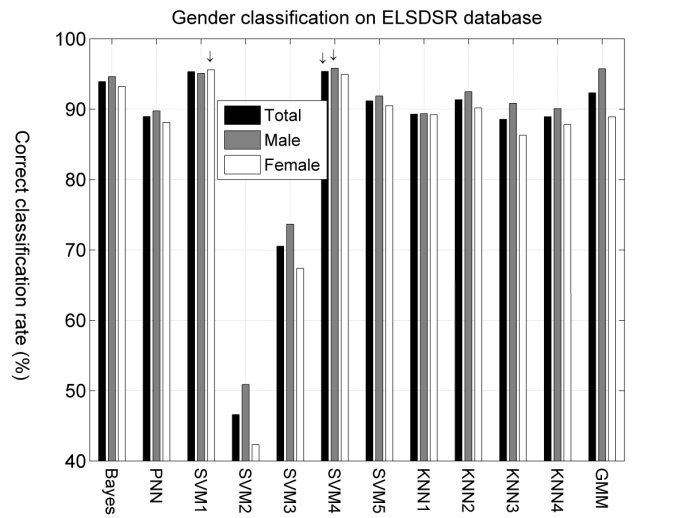 Gender classification on ELSDSR database
Correct classification rate (%)
100
90
80
70
60
50
40
Total
Male
Female
Bayes
PNN
SVM1
SVM2
SVM3
SVM4
SVM5
KNN1
KNN2
KNN3
KNN4
GMM